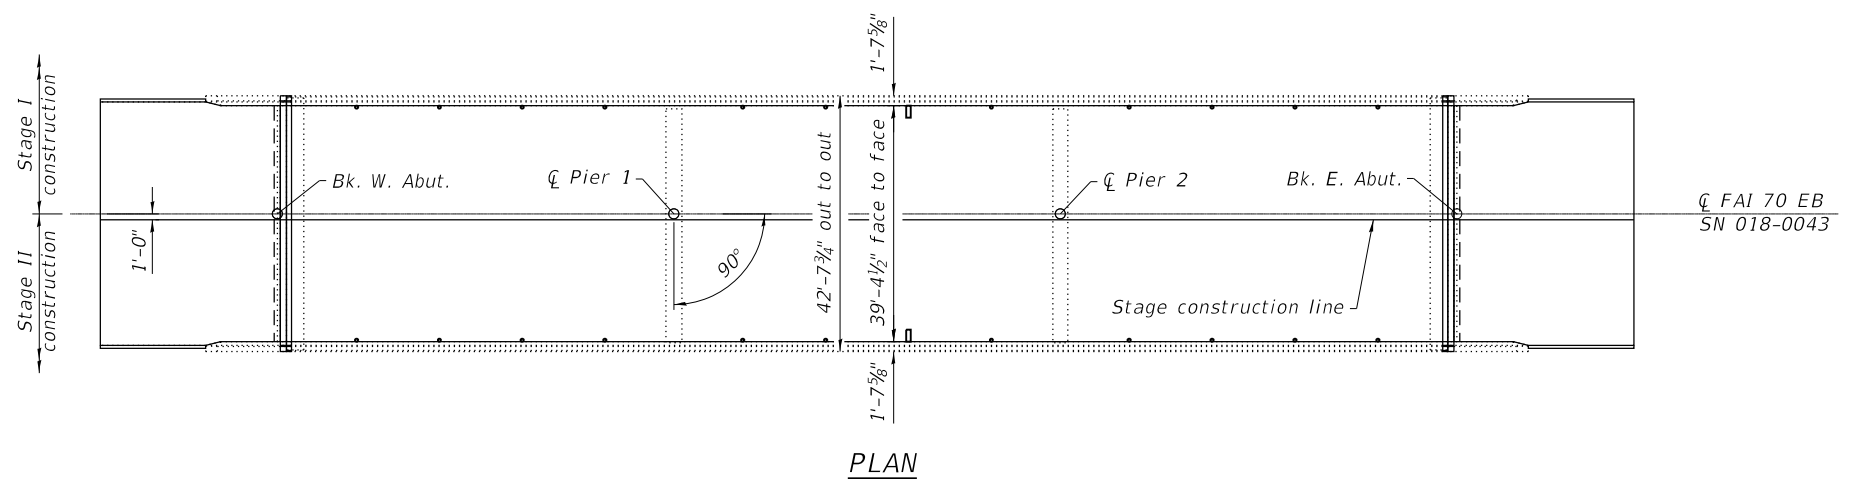 1'-7⅝"
Stage I
construction
Bk. W. Abut.
℄ Pier 1
42'-7¾" out to out
39'-4½" face to face
℄ Pier 2
Bk. E. Abut.
℄ FAI 70 EB
SN 018-0043
Stage II
construction
1'-0"
90°
Stage construction line
1'-7⅝"
PLAN